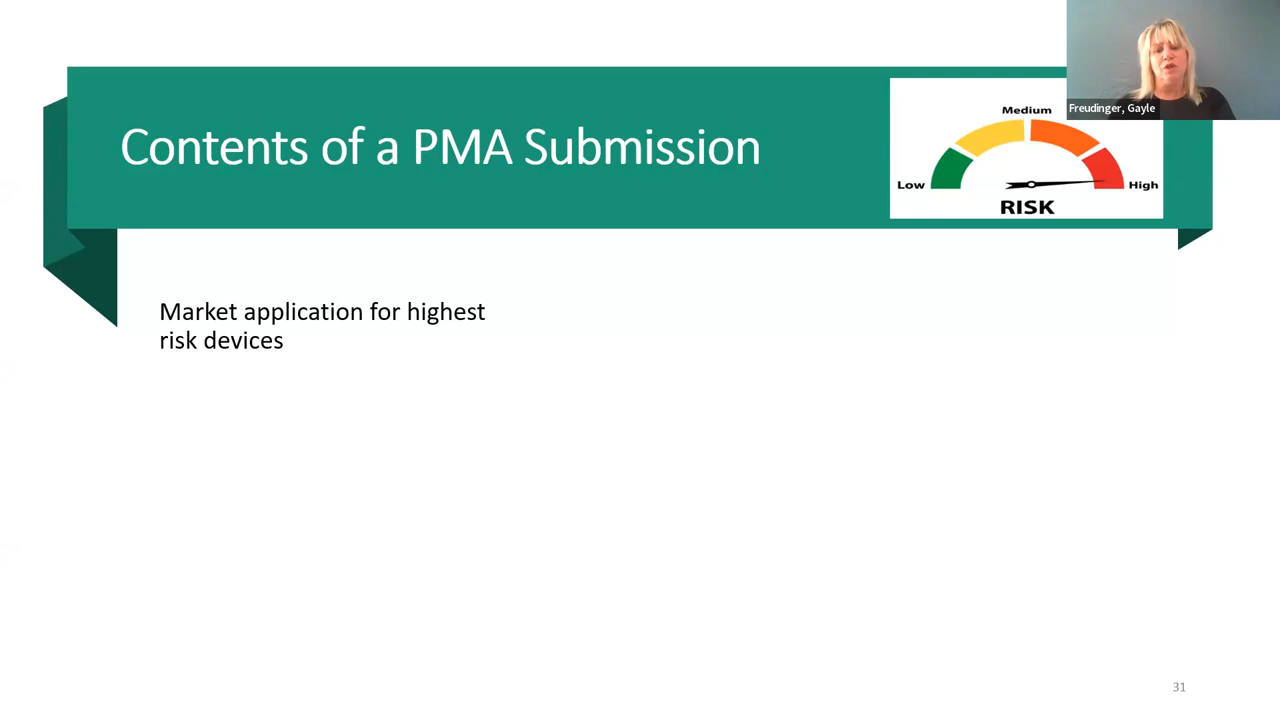 Contents of a PMA Submission
Medium
Low
High
RISK
Freudinger, Gayle
Market application for highest
risk devices
31